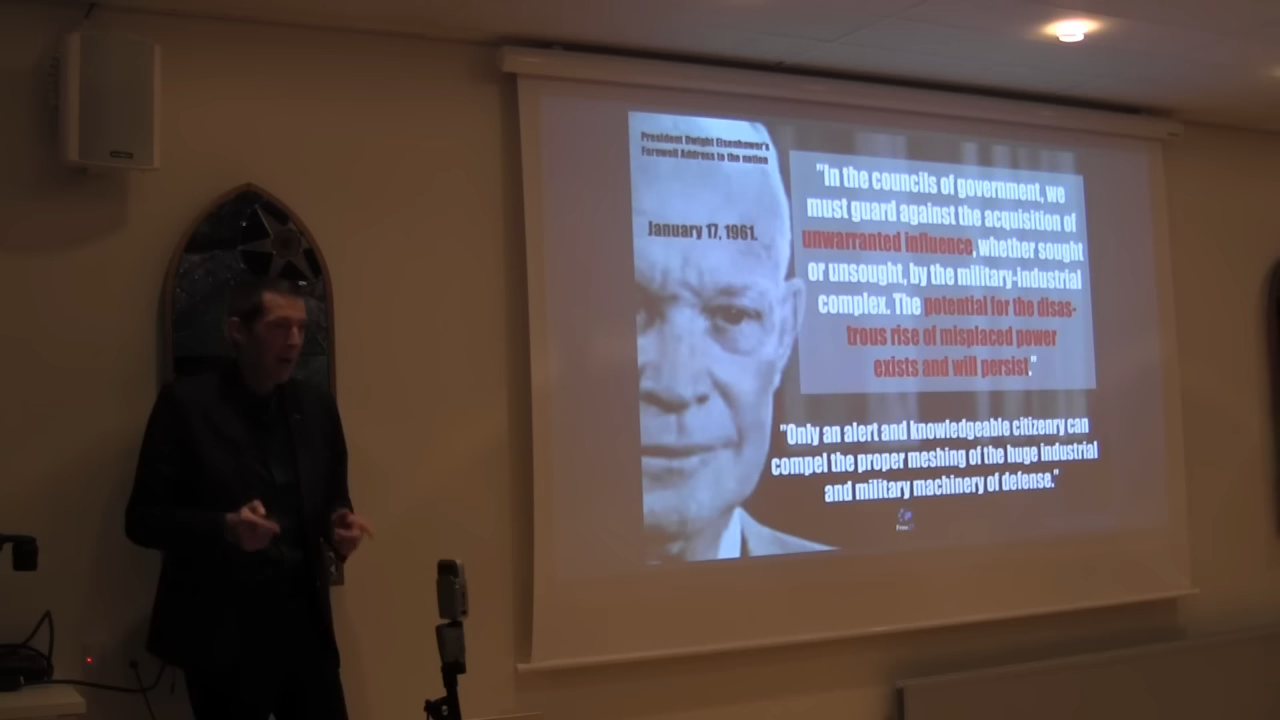 President Dwight Eisenhower's
Farewell Address to the nation
January 17, 1961.
"In the councils of government, we
must guard against the acquisition of
unwarranted influence, whether sought
or unsought, by the military-industrial
complex. The potential for the disas-
trous rise of misplaced power
exists and will persist."
"Only an alert and knowledgeable citizenry can
compel the proper meshing of the huge industrial
and military machinery of defense."